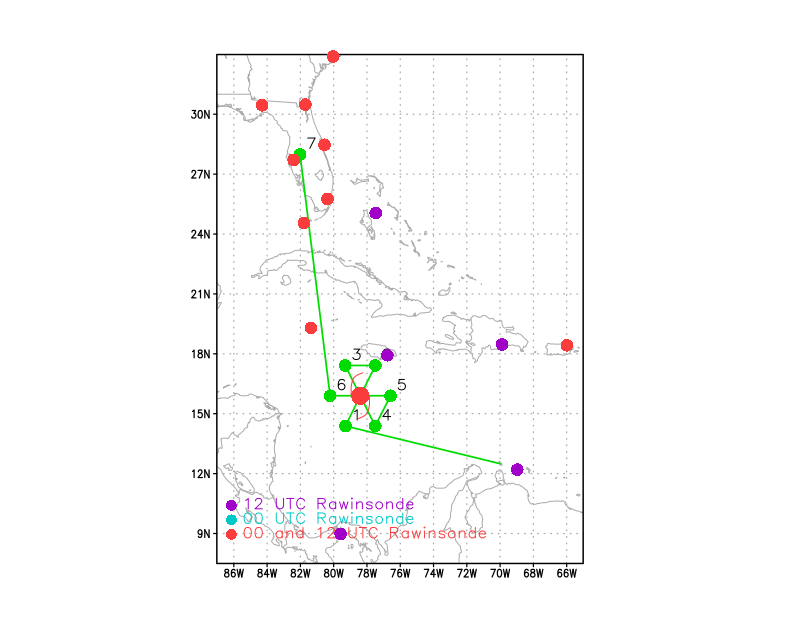 30N
7
27N
24N
21N
18N
3
6
5
15N
1
4
12N
12 UTC Rawinsonde
00 UTC Rawinsonde
9N
00 and 12 UTC Rawinsonde
86W 84W 82W 80W 78W 76W 74W 72W 70W 68W 66W